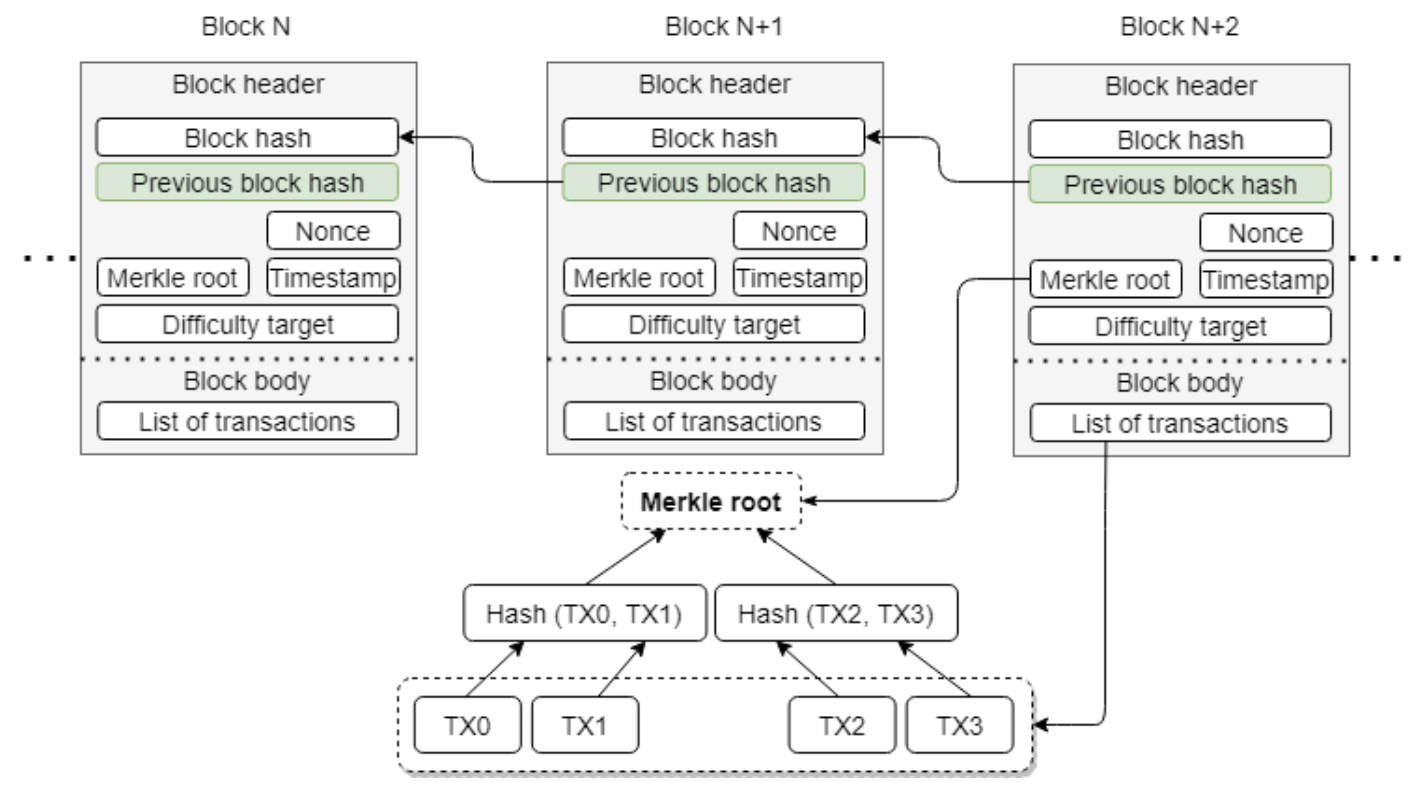 Block N
Block N+1
Block N+2
Block header
Block header
Block header
Block hash
Block hash
Block hash
Previous block hash
Previous block hash
Previous block hash
Nonce
Nonce
Nonce
...
Merkle root
Timestamp
Merkle root
Timestamp
Merkle root
Timestamp
...
Difficulty target
Difficulty target
Difficulty target
Block body
Block body
Block body
List of transactions
List of transactions
List of transactions
Merkle root
Hash (TX0, TX1)
Hash (TX2, TX3)
TX0
TX1
TX2
TX3